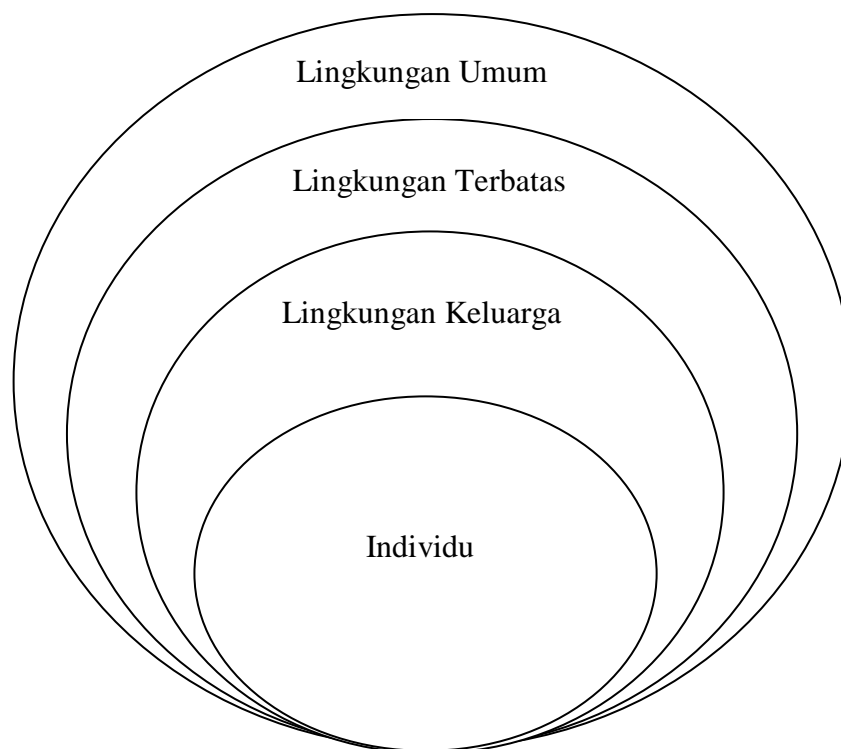 Lingkungan Umum
Lingkungan Terbatas
Lingkungan Keluarga
Individu